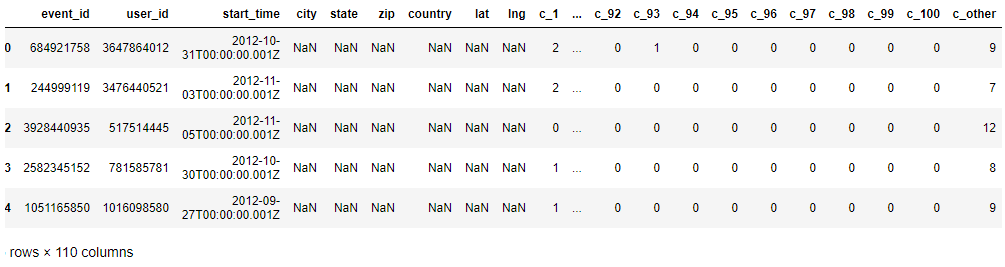 event_id user_id start_time city state zip country lat lng c_1 ... c_92 c_93 c_94 c_95 c_96 c_97 c_98 c_99 c_100 c_other
0 684921758 3647864012 2012-10-
31T00:00:00.001Z NaN NaN NaN NaN NaN NaN 2 ... 0 1 0 0 0 0 0 0 0 9
1 244999119 3476440521 2012-11-
03T00:00:00.001Z NaN NaN NaN NaN NaN NaN 2 ... 0 0 0 0 0 0 0 0 0 7
2 3928440935 517514445 2012-11-
05T00:00:00.001Z NaN NaN NaN NaN NaN NaN 0 ... 0 0 0 0 0 0 0 0 0 12
3 2582345152 781585781 2012-10-
30T00:00:00.001Z NaN NaN NaN NaN NaN NaN 1 ... 0 0 0 0 0 0 0 0 0 8
4 1051165850 1016098580 2012-09-
27T00:00:00.001Z NaN NaN NaN NaN NaN NaN 1 ... 0 0 0 0 0 0 0 0 0 9
rows × 110 columns